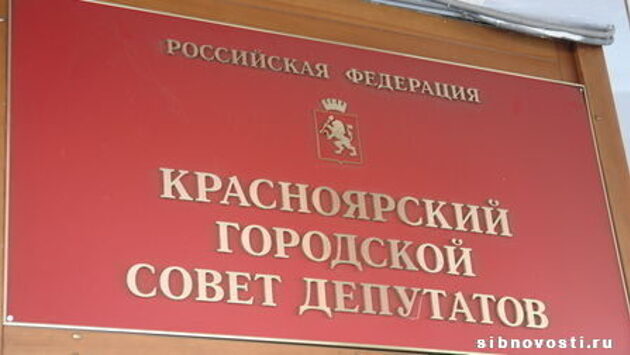 РОССИЙСКАЯ ФЕДЕРАЦИЯ
КРАСНОЯРСКИЙ
ГОРОДСКОЙ
СОВЕТ ДЕПУТАТОВ
sibnovosti.ru